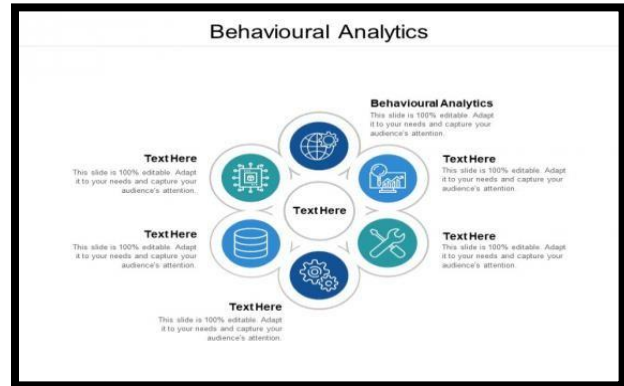 Behavioural Analytics
Behavioural Analytics
This slide is 100% editable. Adapt
it to your needs and capture your
audience's attention.
Text Here
This slide is 100% editable. Adapt
it to your needs and capture your
audience's attention.
Text Here
This slide is 100% editable. Adapt
it to your needs and capture your
audience's attention.
Text Here
Text Here
This slide is 100% editable. Adapt
it to your needs and capture your
audience's attention.
Text Here
This slide is 100% editable. Adapt
it to your needs and capture your
audience's attention.
Text Here
This slide is 100% editable. Adapt
it to your needs and capture your
audience's attention.